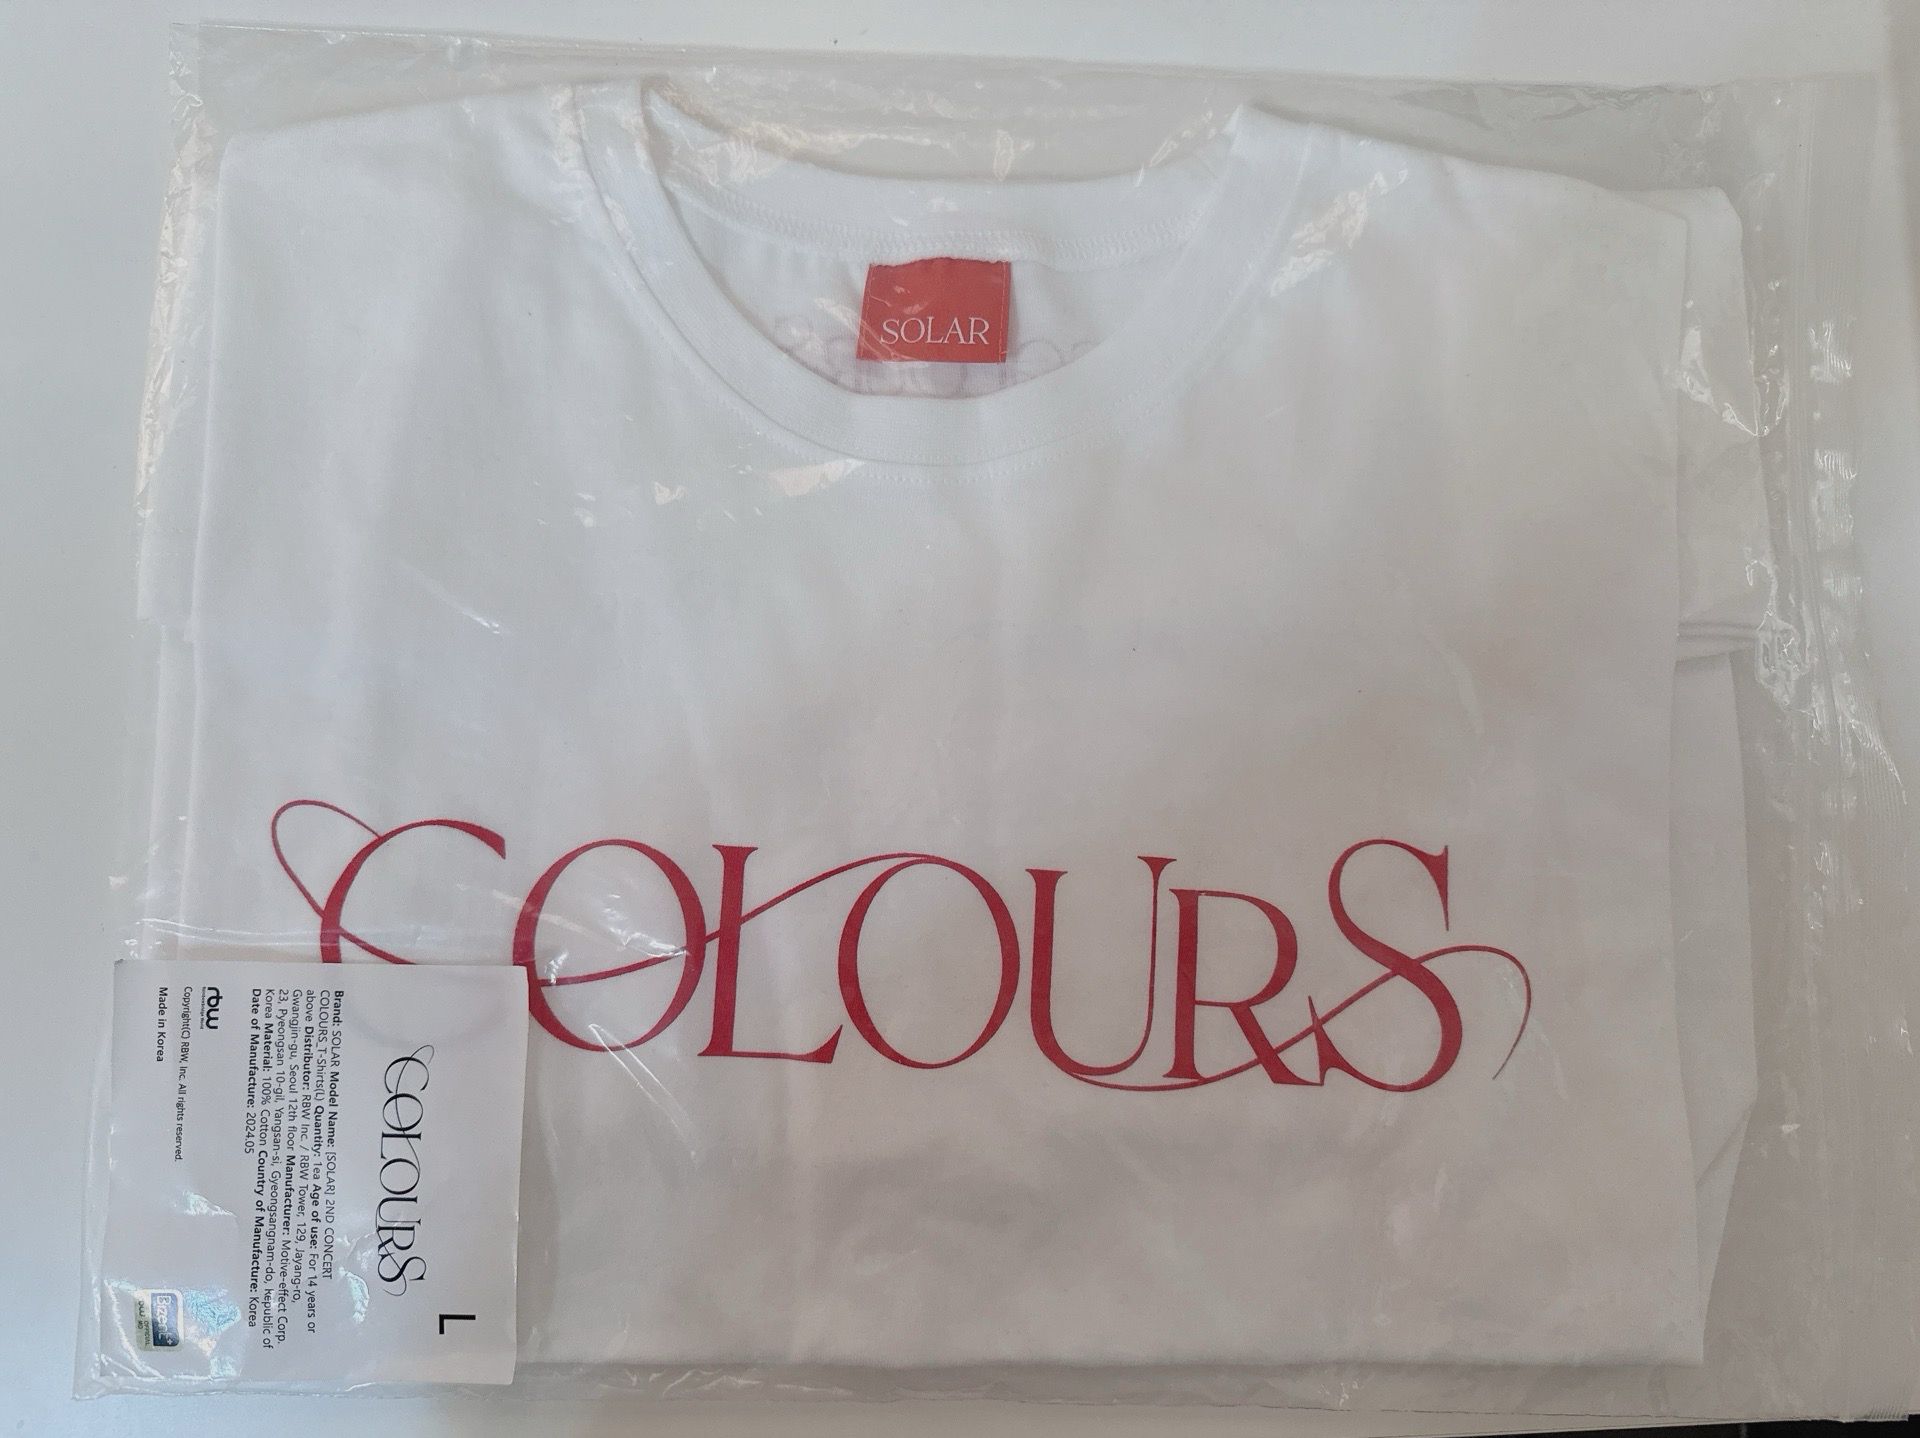 SOLAR
COLOURS
L
COLOURS
Brand: SOLAR Model Name: [SOLAR] 2ND CONCERT
COLOURS_T-Shirts(L) Quantity: 1ea Age of use: For 14 years or
above Distributor: RBW Inc. / RBW Tower, 129, Jayang-ro,
Gwangjin-gu, Seoul 12th floor Manufacturer: Motive-effect Corp.
23, Pyeongsan 10-gil, Yangsan-si, Gyeongsangnam-do, Republic of
Korea Material: 100% Cotton Country of Manufacture: Korea
Date of Manufacture: 2024.05
rbw
Copyright(C) RBW, Inc. All rights reserved.
Made in Korea
OFFICIAL